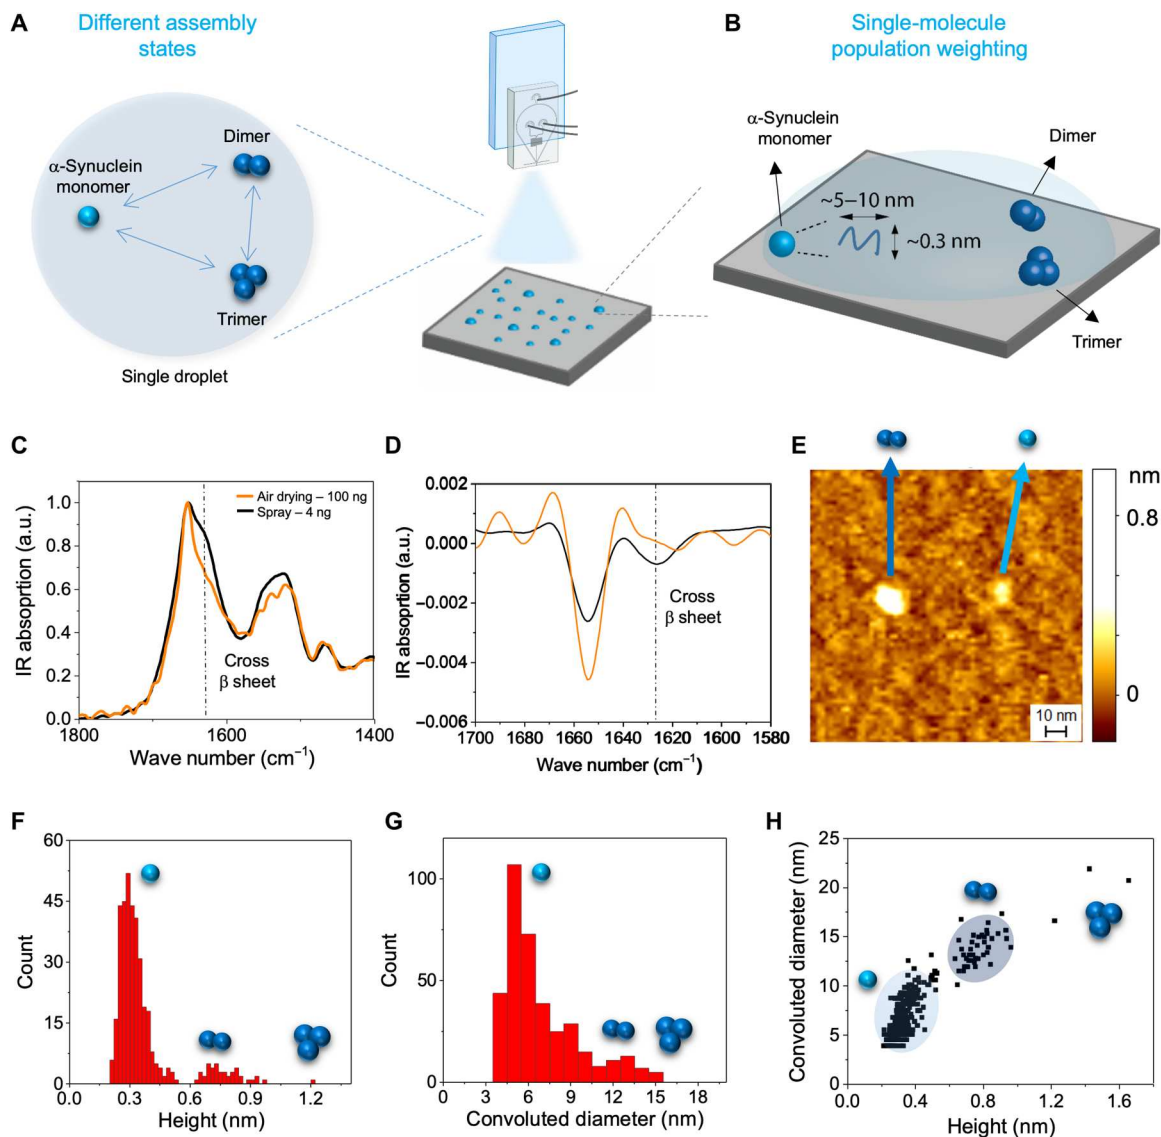 A
Different assembly
states
Dimer
α-Synuclein
monomer
Trimer
Single droplet
B
Single-molecule
population weighting
α-Synuclein
monomer
Dimer
~5–10 nm
~0.3 nm
Trimer
C
IR absoprtion (a.u.)
1.0
0.8
0.6
0.4
0.2
0.0
Air drying – 100 ng
Spray – 4 ng
Cross
β sheet
1800
1600
1400
Wave number (cm⁻¹)
D
IR absoprtion (a.u.)
0.002
0.000
−0.002
−0.004
−0.006
Cross
β sheet
1700
1680
1660
1640
1620
1600
1580
Wave number (cm⁻¹)
E
nm
0.8
0
10 nm
F
Count
60
45
30
15
0
0.0
0.3
0.6
0.9
1.2
Height (nm)
G
Count
100
50
0
0
3
6
9
12
15
18
Convoluted diameter (nm)
H
Convoluted diameter (nm)
25
20
15
10
5
0
0.0
0.4
0.8
1.2
1.6
Height (nm)